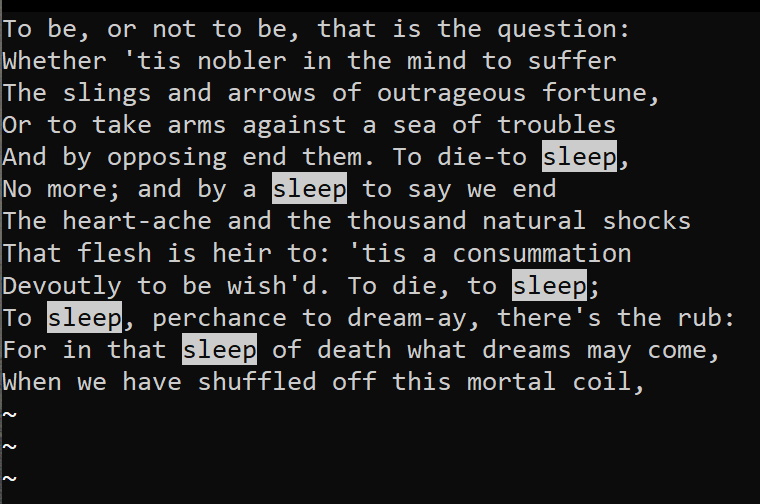 To be, or not to be, that is the question:
Whether 'tis nobler in the mind to suffer
The slings and arrows of outrageous fortune,
Or to take arms against a sea of troubles
And by opposing end them. To die-to sleep,
No more; and by a sleep to say we end
The heart-ache and the thousand natural shocks
That flesh is heir to: 'tis a consummation
Devoutly to be wish'd. To die, to sleep;
To sleep, perchance to dream-ay, there's the rub:
For in that sleep of death what dreams may come,
When we have shuffled off this mortal coil,
~
~
~